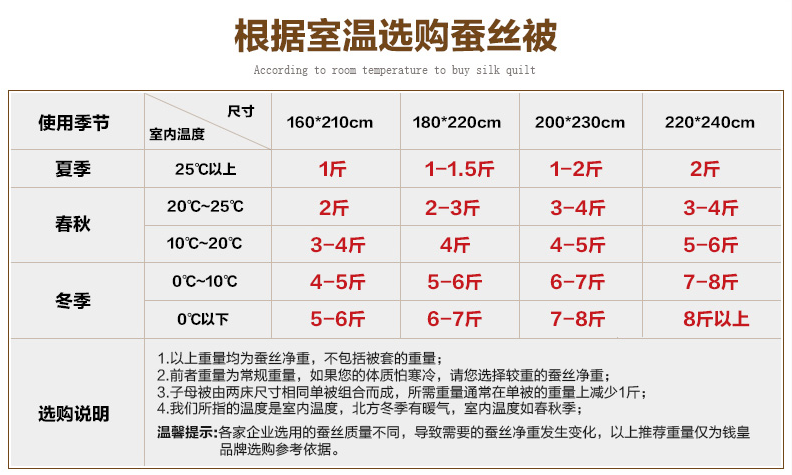 根据室温选购蚕丝被
According to room temperature to buy silk quilt
使用季节 尺寸 室内温度 160*210cm 180*220cm 200*230cm 220*240cm
夏季 25℃以上 1斤 1-1.5斤 1-2斤 2斤
春秋 20℃~25℃ 2斤 2-3斤 3-4斤 3-4斤
10℃~20℃ 3-4斤 4斤 4-5斤 5-6斤
冬季 0℃~10℃ 4-5斤 5-6斤 6-7斤 7-8斤
0℃以下 5-6斤 6-7斤 7-8斤 8斤以上
选购说明
1.以上重量均为蚕丝净重，不包括被套的重量；
2.前者重量为常规重量，如果您的体质怕寒冷，请您选择较重的蚕丝净重；
3.子母被由两床尺寸相同单被组合而成，所需重量通常在单被的重量上减少1斤；
4.我们所指的温度是室内温度，北方冬季有暖气，室内温度如春秋季；
温馨提示:各家企业选用的蚕丝质量不同，导致需要的蚕丝净重发生变化，以上推荐重量仅为钱皇
品牌选购参考依据。